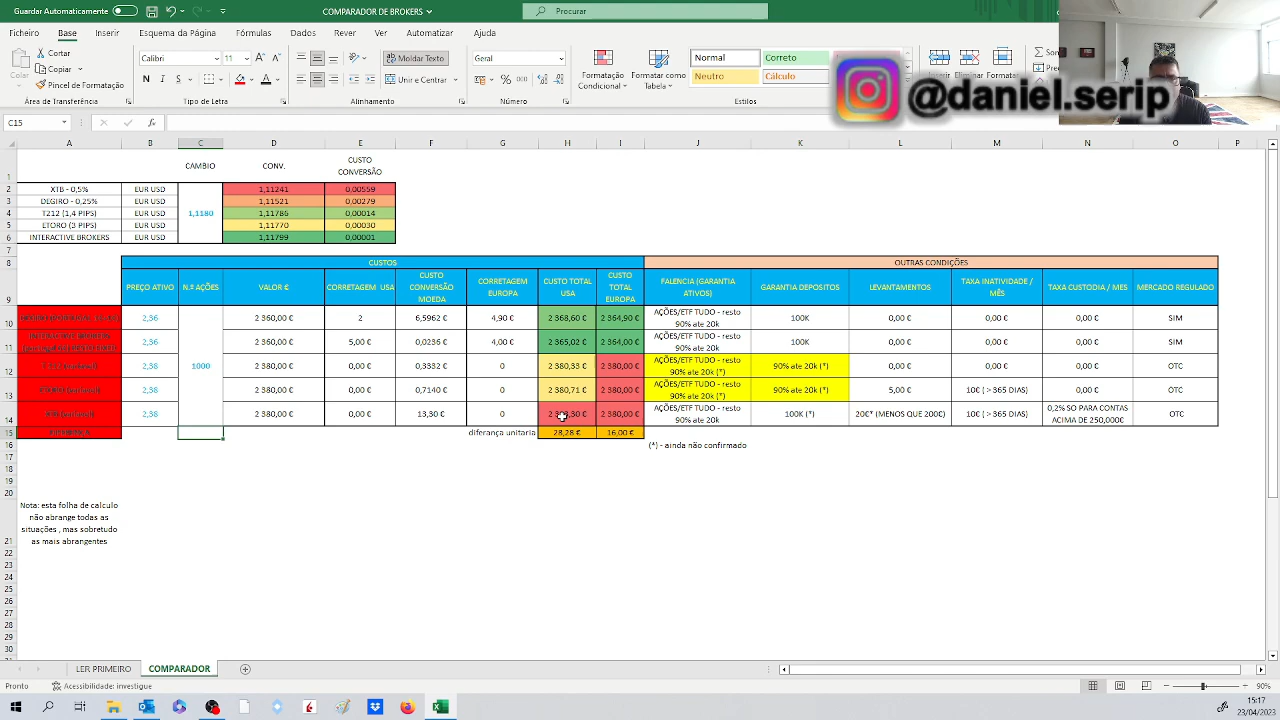 Guardar Automaticamente
COMPARADOR DE BROKERS
Procurar
Ficheiro Base Inserir Esquema da Página Fórmulas Dados Rever Ver Automatizar Programador Ajuda
Cortar
Copiar
Pincel de Formatação
Área de Transferência
Calibri 11
N I S
Tipo de Letra
Moldar Texto
Unir e Centrar
Alinhamento
Geral
Número
Formatação Condicional
Formatar como Tabela
Normal Correto
Neutro Cálculo
Estilos
Inserir Eliminar Formatar
@daniel.serip
C15
A B C D E F G H I J K L M N O P
CAMBIO CONV. CUSTO CONVERSÃO
XTB - 0,5% EUR USD 1,11241 0,00559
DEGIRO - 0,25% EUR USD 1,11521 0,00279
T212 (1,4 PIPS) EUR USD 1,1180 1,11786 0,00014
ETORO (3 PIPS) EUR USD 1,11770 0,00030
INTERACTIVE BROKERS EUR USD 1,11799 0,00001
CUSTOS OUTRAS CONDIÇÕES
PREÇO ATIVO N.º AÇÕES VALOR € CORRETAGEM USA CUSTO CONVERSÃO MOEDA CORRETAGEM EUROPA CUSTO TOTAL USA CUSTO TOTAL EUROPA FALENCIA (GARANTIA ATIVOS) GARANTIA DEPOSITOS LEVANTAMENTOS TAXA INATIVIDADE / MÊS TAXA CUSTODIA / MES MERCADO REGULADO
2,36 2 360,00 € 2 6,5962 € 4,90 € 2 368,60 € 2 364,90 € AÇÕES/ETF TUDO - resto 90% ate 20k 100K 0,00 € 0,00 € 0,00 € SIM
2,36 2 360,00 € 5,00 € 0,0236 € 4,00 € 2 365,02 € 2 364,00 € AÇÕES/ETF TUDO - resto 90% ate 20k 100K 0,00 € 0,00 € 0,00 € SIM
2,38 1000 2 380,00 € 0,00 € 0,3332 € 0 2 380,33 € 2 380,00 € AÇÕES/ETF TUDO - resto 90% ate 20k (*) 90% ate 20k (*) 0,00 € 0,00 € 0,00 € OTC
2,38 2 380,00 € 0,00 € 0,7140 € 0 2 380,71 € 2 380,00 € AÇÕES/ETF TUDO - resto 90% ate 20k (*) 90% ate 20k (*) 5,00 € 10€ ( > 365 DIAS) 0,00 € OTC
2,38 2 380,00 € 0,00 € 13,30 € 0 2 380,00 € AÇÕES/ETF TUDO - resto 90% ate 20k 100K (*) 20€* (MENOS QUE 200€) 10€ ( > 365 DIAS) 0,2% SO PARA CONTAS ACIMA DE 250,000€ OTC
diferança unitaria 28,28 € 16,00 €
(*) - ainda não confirmado
Nota: esta folha de calculo
não abrange todas as
situações , mas sobretudo
as mais abrangentes
LER PRIMEIRO COMPARADOR
Pronto Acessibilidade: investigue 90%
15:17
23/04/2023